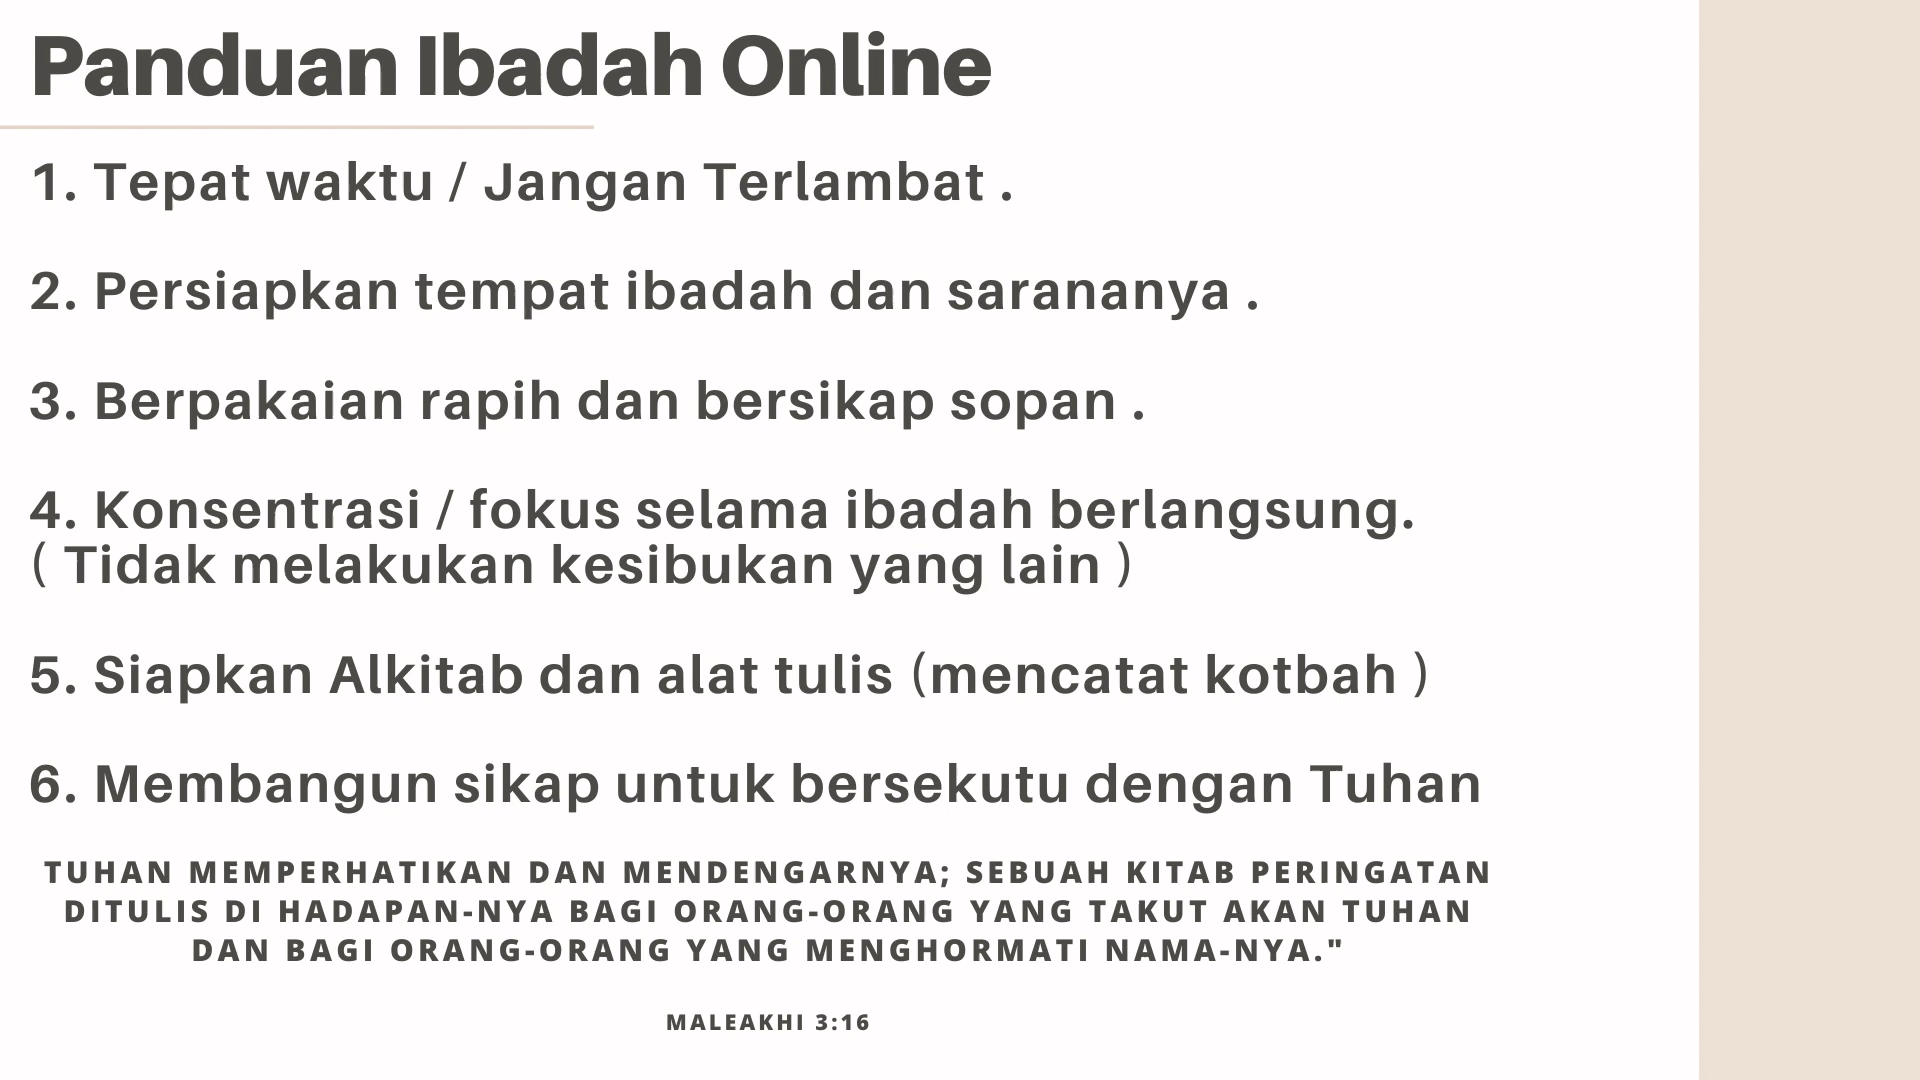 Panduan Ibadah Online
1. Tepat waktu / Jangan Terlambat .
2. Persiapkan tempat ibadah dan sarananya .
3. Berpakaian rapih dan bersikap sopan .
4. Konsentrasi / fokus selama ibadah berlangsung.
( Tidak melakukan kesibukan yang lain )
5. Siapkan Alkitab dan alat tulis (mencatat kotbah )
6. Membangun sikap untuk bersekutu dengan Tuhan
TUHAN MEMPERHATIKAN DAN MENDENGARNYA; SEBUAH KITAB PERINGATAN
DITULIS DI HADAPAN-NYA BAGI ORANG-ORANG YANG TAKUT AKAN TUHAN
DAN BAGI ORANG-ORANG YANG MENGHORMATI NAMA-NYA."
MALEAKHI 3:16